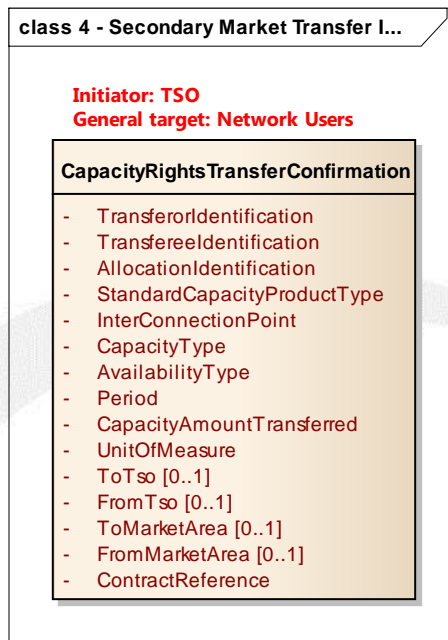 class 4 - Secondary Market Transfer I...
Initiator: TSO
General target: Network Users
CapacityRightsTransferConfirmation
- TransferorIdentification
- TransfereeIdentification
- AllocationIdentification
- StandardCapacityProductType
- InterConnectionPoint
- CapacityType
- AvailabilityType
- Period
- CapacityAmountTransferred
- UnitOfMeasure
- ToTso [0..1]
- FromTso [0..1]
- ToMarketArea [0..1]
- FromMarketArea [0..1]
- ContractReference